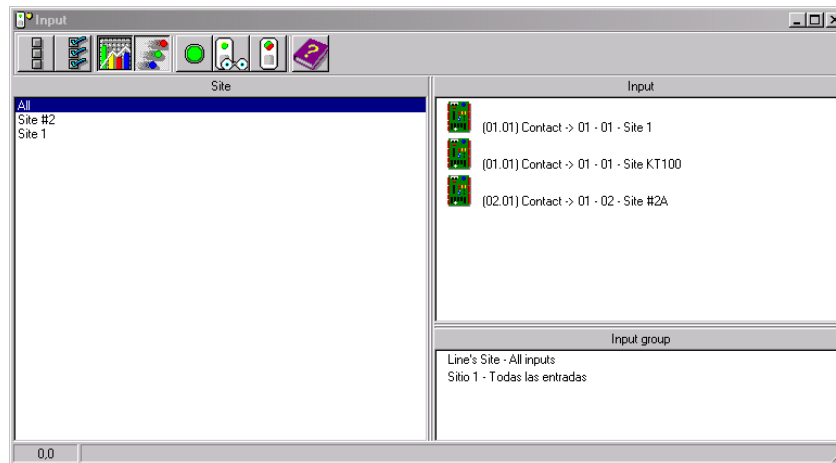 Input
Site
All
Site #2
Site 1
Input
(01.01) Contact -> 01 - 01 - Site 1
(01.01) Contact -> 01 - 01 - Site KT100
(02.01) Contact -> 01 - 02 - Site #2A
Input group
Line's Site - All inputs
Sitio 1 - Todas las entradas
0,0